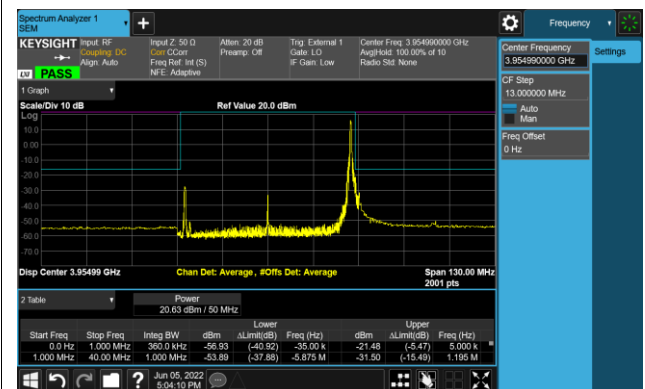 Spectrum Analyzer 1
SEM
Frequency
KEYSIGHT
Input: RF
Coupling: DC
Align: Auto
Input Z: 50 Ω
Corr CCorr
Freq Ref: Int (S)
NFE: Adaptive
Atten: 20 dB
Preamp: Off
Trig: External 1
Gate: LO
IF Gain: Low
Center Freq: 3.954990000 GHz
Avg|Hold: 100.00% of 10
Radio Std: None
LXI PASS
Center Frequency
3.954990000 GHz
Settings
CF Step
13.000000 MHz
Auto
Man
Freq Offset
0 Hz
1 Graph
Scale/Div 10 dB
Ref Value 20.0 dBm
Log
10.0
0.00
-10.0
-20.0
-30.0
-40.0
-50.0
-60.0
-70.0
Disp Center 3.95499 GHz
Chan Det: Average , #Offs Det: Average
Span 130.00 MHz
2001 pts
2 Table
Power
20.63 dBm / 50 MHz
Lower Upper
Start Freq Stop Freq Integ BW dBm ΔLimit(dB) Freq (Hz) dBm ΔLimit(dB) Freq (Hz)
0.0 Hz 1.000 MHz 360.0 kHz -56.93 (-40.92) -35.00 k -21.48 (-5.47) 5.000 k
1.000 MHz 40.00 MHz 1.000 MHz -53.89 (-37.88) -5.875 M -31.50 (-15.49) 1.195 M
Jun 05, 2022
5:04:10 PM